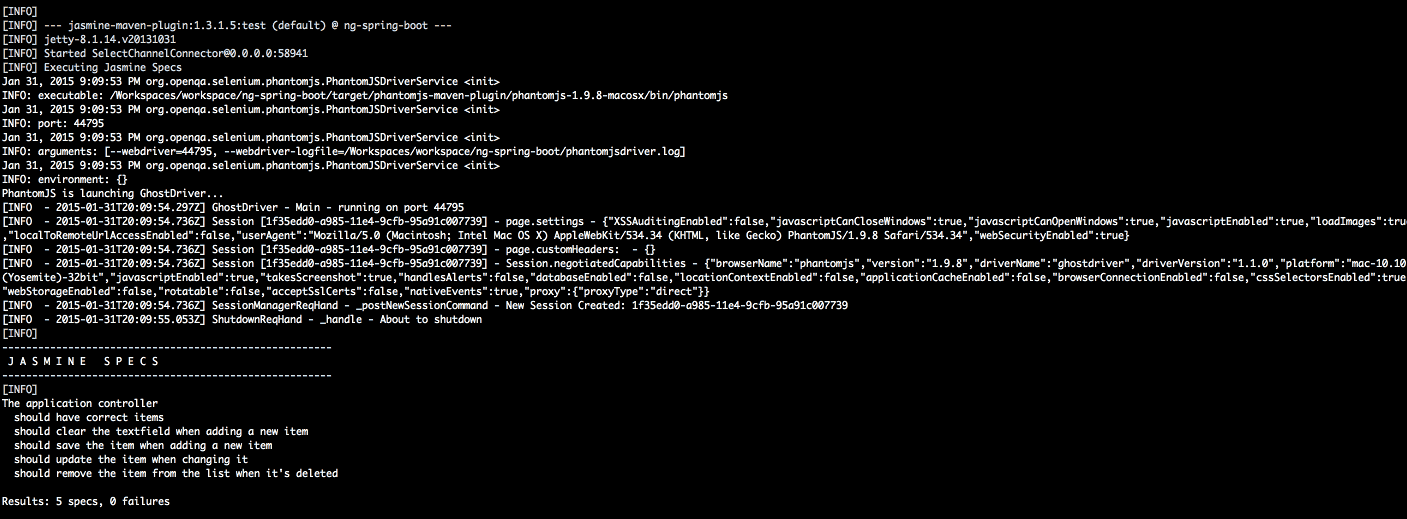 [INFO]
[INFO] --- jasmine-maven-plugin:1.3.1.5:test (default) @ ng-spring-boot ---
[INFO] jetty-8.1.14.v20131031
[INFO] Started SelectChannelConnector@0.0.0.0:58941
[INFO] Executing Jasmine Specs
Jan 31, 2015 9:09:53 PM org.openqa.selenium.phantomjs.PhantomJSDriverService <init>
INFO: executable: /Workspaces/workspace/ng-spring-boot/target/phantomjs-maven-plugin/phantomjs-1.9.8-macosx/bin/phantomjs
Jan 31, 2015 9:09:53 PM org.openqa.selenium.phantomjs.PhantomJSDriverService <init>
INFO: port: 44795
Jan 31, 2015 9:09:53 PM org.openqa.selenium.phantomjs.PhantomJSDriverService <init>
INFO: arguments: [--webdriver=44795, --webdriver-logfile=/Workspaces/workspace/ng-spring-boot/phantomjsdriver.log]
Jan 31, 2015 9:09:53 PM org.openqa.selenium.phantomjs.PhantomJSDriverService <init>
INFO: environment: {}
PhantomJS is launching GhostDriver...
[INFO  - 2015-01-31T20:09:54.297Z] GhostDriver - Main - running on port 44795
[INFO  - 2015-01-31T20:09:54.736Z] Session [1f35edd0-a985-11e4-9cfb-95a91c007739] - page.settings - {"XSSAuditingEnabled":false,"javascriptCanCloseWindows":true,"javascriptCanOpenWindows":true,"javascriptEnabled":true,"loadImages":true
,"localToRemoteUrlAccessEnabled":false,"userAgent":"Mozilla/5.0 (Macintosh; Intel Mac OS X) AppleWebKit/534.34 (KHTML, like Gecko) PhantomJS/1.9.8 Safari/534.34","webSecurityEnabled":true}
[INFO  - 2015-01-31T20:09:54.736Z] Session [1f35edd0-a985-11e4-9cfb-95a91c007739] - page.customHeaders:  - {}
[INFO  - 2015-01-31T20:09:54.736Z] Session [1f35edd0-a985-11e4-9cfb-95a91c007739] - Session.negotiatedCapabilities - {"browserName":"phantomjs","version":"1.9.8","driverName":"ghostdriver","driverVersion":"1.1.0","platform":"mac-10.10
(Yosemite)-32bit","javascriptEnabled":true,"takesScreenshot":true,"handlesAlerts":false,"databaseEnabled":false,"locationContextEnabled":false,"applicationCacheEnabled":false,"browserConnectionEnabled":false,"cssSelectorsEnabled":true,
"webStorageEnabled":false,"rotatable":false,"acceptSslCerts":false,"nativeEvents":true,"proxy":{"proxyType":"direct"}}
[INFO  - 2015-01-31T20:09:54.736Z] SessionManagerReqHand - _postNewSessionCommand - New Session Created: 1f35edd0-a985-11e4-9cfb-95a91c007739
[INFO  - 2015-01-31T20:09:55.053Z] ShutdownReqHand - _handle - About to shutdown
[INFO]
-------------------------------------------------------
 J A S M I N E   S P E C S
-------------------------------------------------------
[INFO]
The application controller
  should have correct items
  should clear the textfield when adding a new item
  should save the item when adding a new item
  should update the item when changing it
  should remove the item from the list when it's deleted

Results: 5 specs, 0 failures